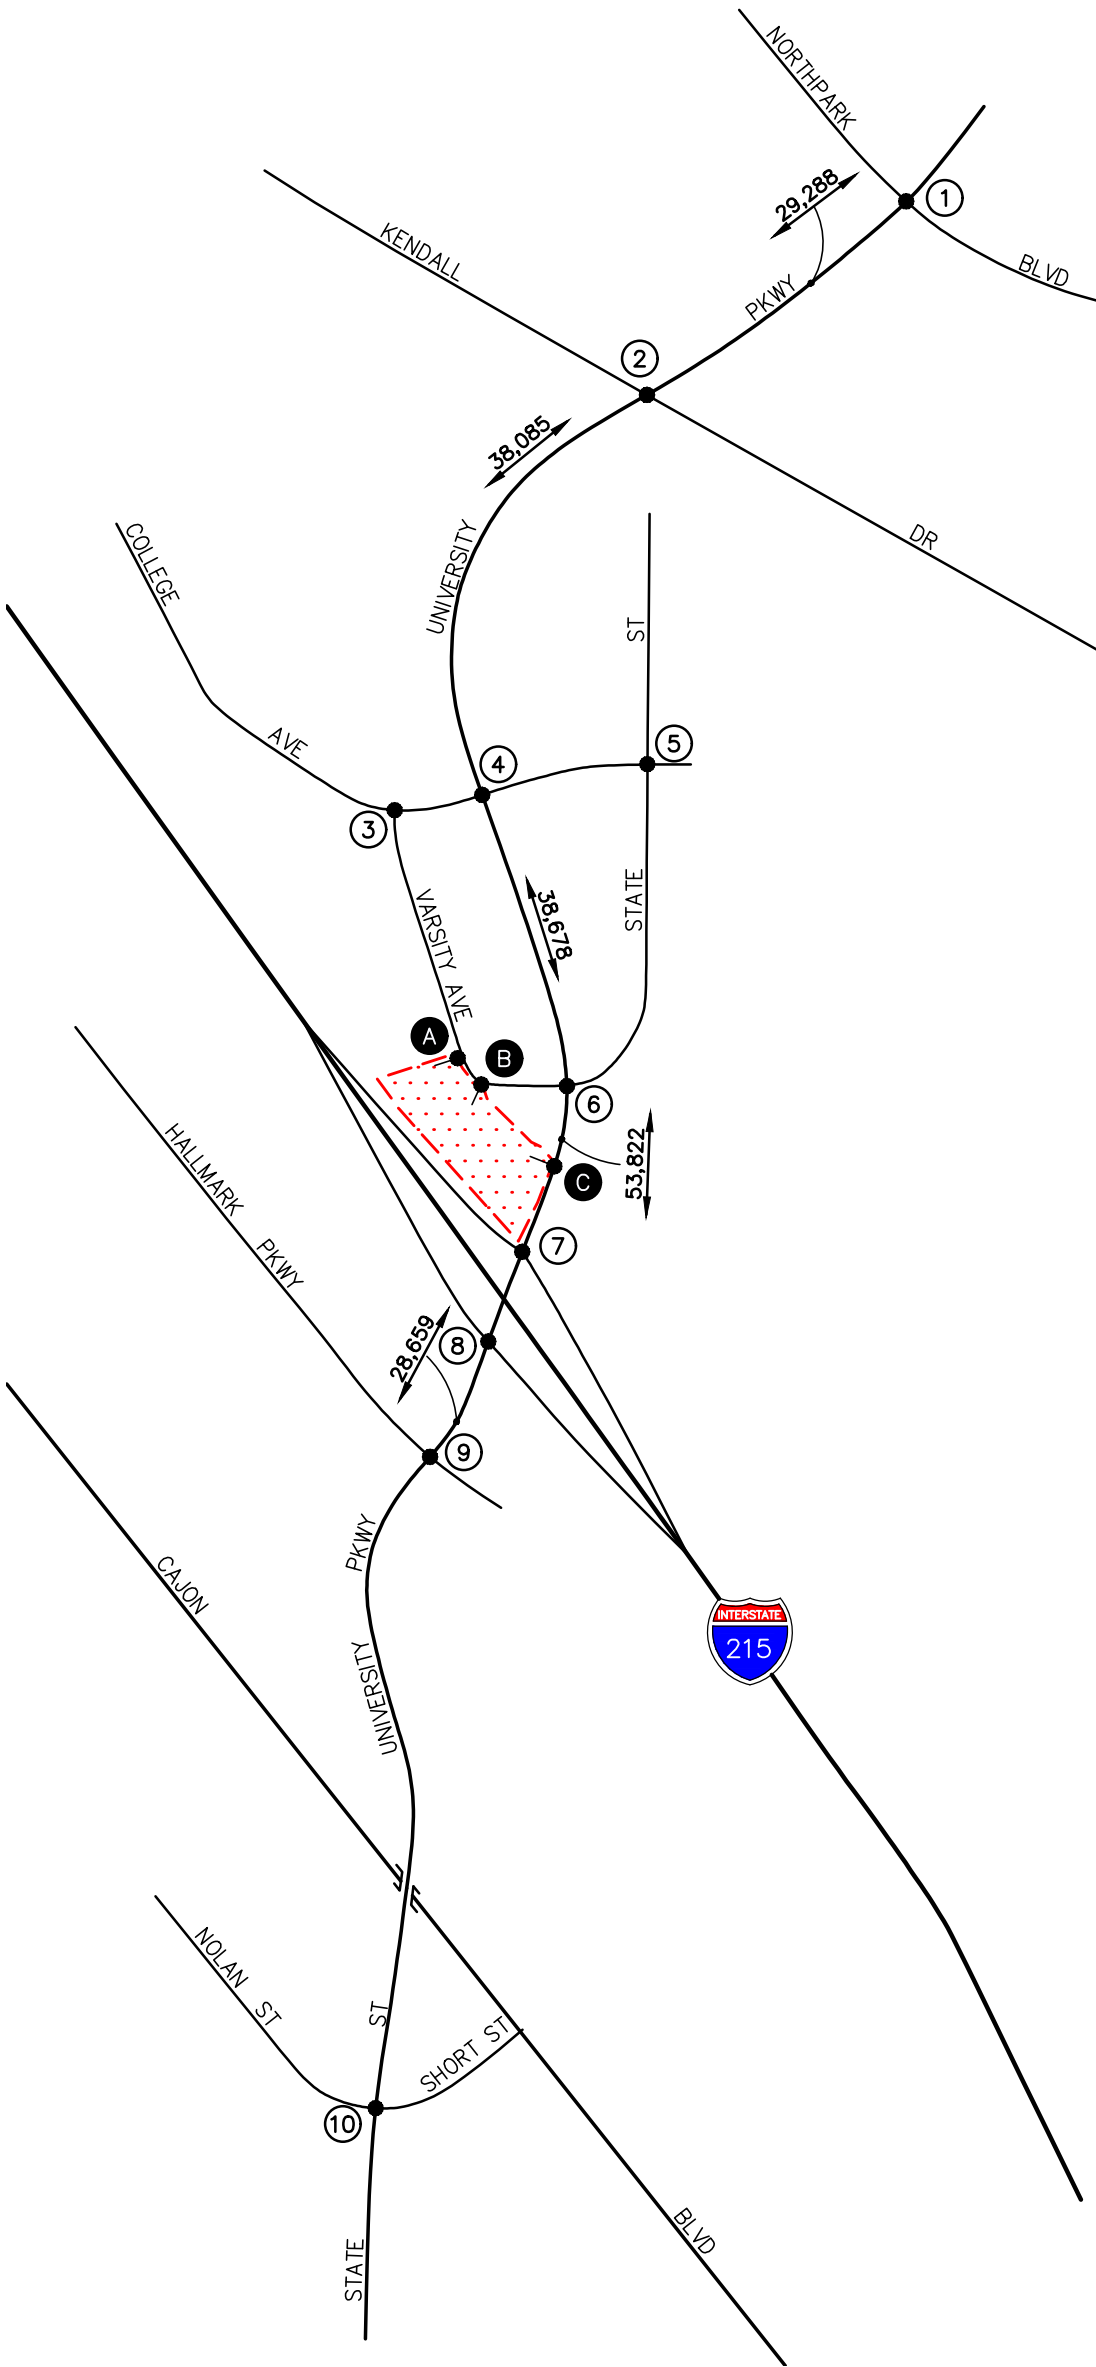 NORTHPARK
1
29,288
BLVD
KENDALL
PKWY
2
38,085
DR
UNIVERSITY
COLLEGE
ST
AVE
5
4
3
STATE
38,678
VARSITY AVE
A
B
6
HALLMARK
53,822
C
7
PKWY
28,659
8
9
PKWY
CAJON
INTERSTATE
215
UNIVERSITY
NOLAN ST
ST
SHORT ST
10
BLVD
STATE